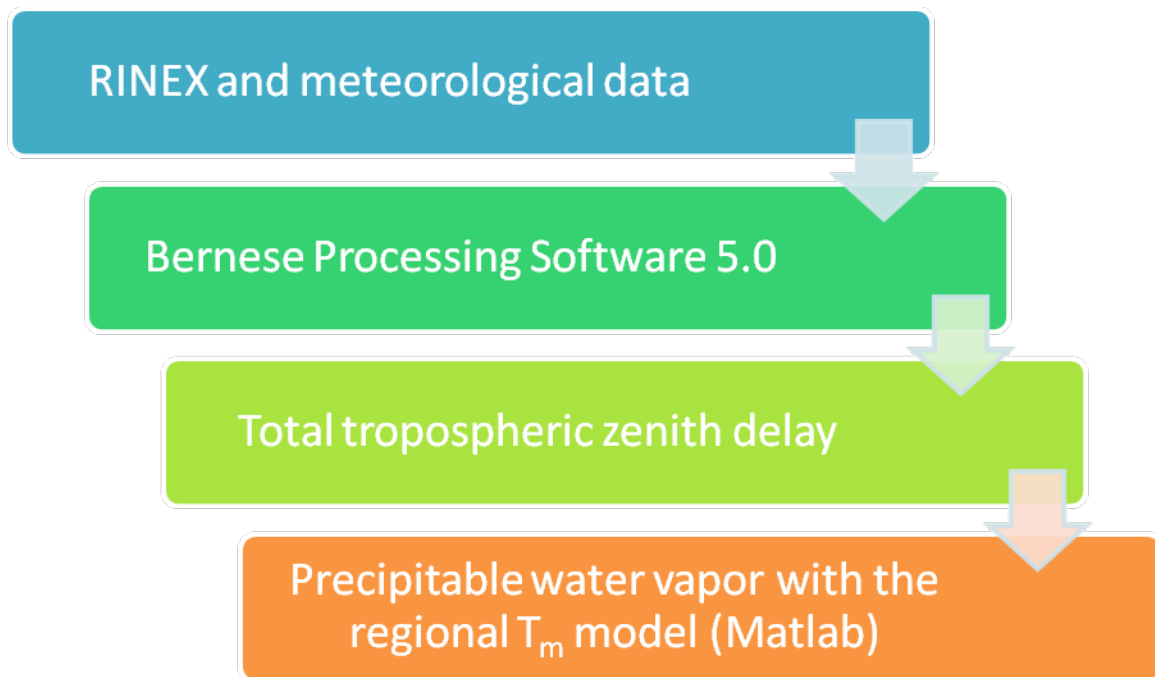 RINEX and meteorological data
Bernese Processing Software 5.0
Total tropospheric zenith delay
Precipitable water vapor with the
regional Tₘ model (Matlab)